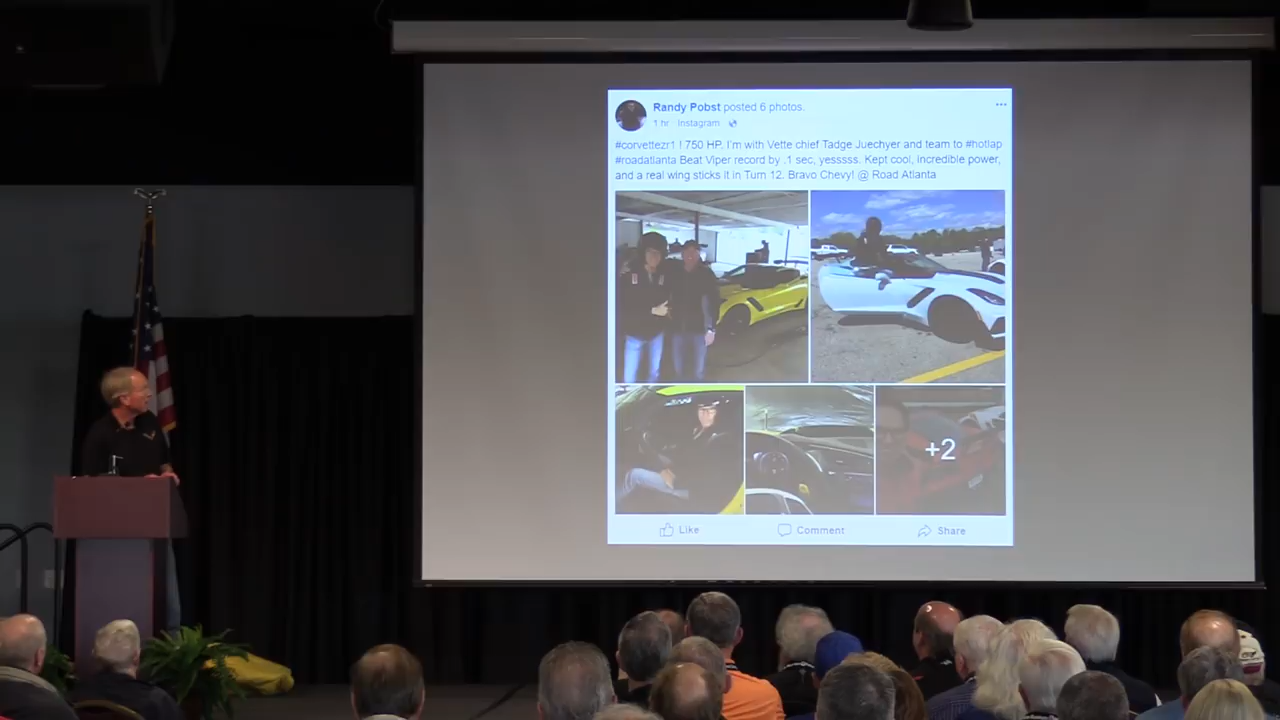 Randy Pobst posted 6 photos.
1 hr · Instagram ·
#corvettezr1 ! 750 HP. I'm with Vette chief Tadge Juechyer and team to #hotlap
#roadatlanta Beat Viper record by .1 sec, yesssss. Kept cool, incredible power,
and a real wing sticks it in Turn 12. Bravo Chevy! @ Road Atlanta
+2
Like Comment Share